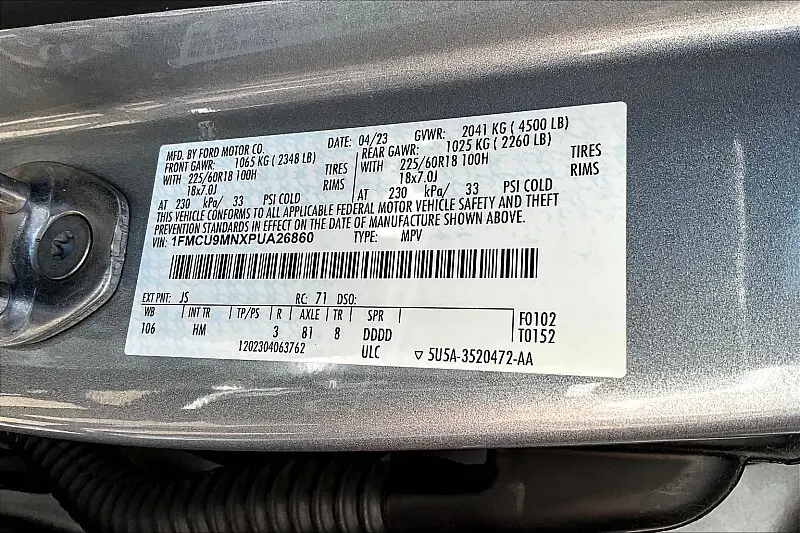 MFD. BY FORD MOTOR CO. DATE: 04/23 GVWR: 2041 KG ( 4500 LB)
FRONT GAWR: 1065 KG ( 2348 LB) REAR GAWR: 1025 KG ( 2260 LB)
WITH 225/60R18 100H TIRES WITH 225/60R18 100H TIRES
18x7.0J RIMS 18x7.0J RIMS
AT 230 kPa/ 33 PSI COLD AT 230 kPa/ 33 PSI COLD
THIS VEHICLE CONFORMS TO ALL APPLICABLE FEDERAL MOTOR VEHICLE SAFETY AND THEFT
PREVENTION STANDARDS IN EFFECT ON THE DATE OF MANUFACTURE SHOWN ABOVE.
VIN: 1FMCU9MNXPUA26860 TYPE: MPV
EXT PNT: JS RC: 71 DSO:
WB INT TR TP/PS R AXLE TR SPR F0102
106 HM 3 81 8 DDDD T0152
1202304063762 ULC ▽ 5U5A-3520472-AA